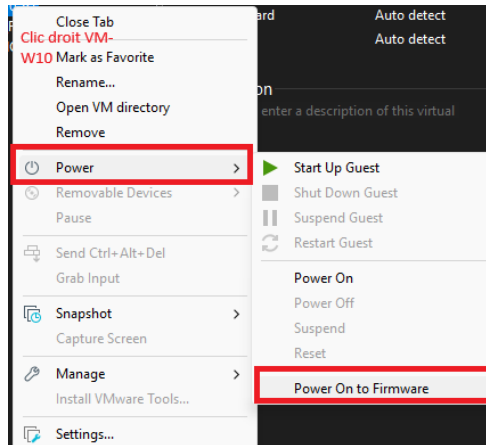 Close Tab
Clic droit VM-
W10
Mark as Favorite
Rename...
Open VM directory
Remove
Power
Removable Devices
Pause
Send Ctrl+Alt+Del
Grab Input
Snapshot
Capture Screen
Manage
Install VMware Tools...
Settings...
ard Auto detect
Auto detect
on
enter a description of this virtual
Start Up Guest
Shut Down Guest
Suspend Guest
Restart Guest
Power On
Power Off
Suspend
Reset
Power On to Firmware